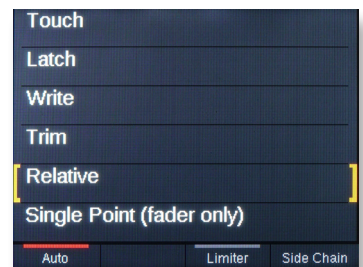 Touch
Latch
Write
Trim
Relative
Single Point (fader only)
Auto Limiter Side Chain